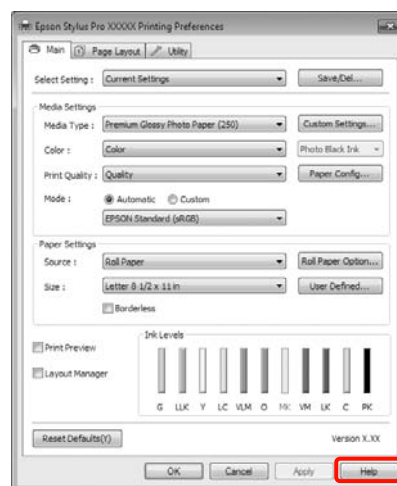 Epson Stylus Pro XXXXX Printing Preferences
Main Page Layout Utility
Select Setting : Current Settings Save/Del...
Media Settings
Media Type : Premium Glossy Photo Paper (250) Custom Settings...
Color : Color Photo Black Ink
Print Quality : Quality Paper Config...
Mode : Automatic Custom
EPSON Standard (sRGB)
Paper Settings
Source : Roll Paper Roll Paper Option...
Size : Letter 8 1/2 x 11 in User Defined...
Borderless
Ink Levels
Print Preview
Layout Manager
G LLK Y LC VLM O MK VM LK C PK
Reset Defaults(Y) Version X.XX
OK Cancel Apply Help